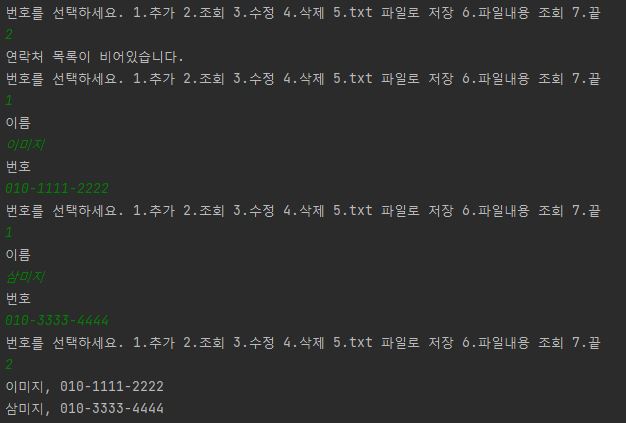 번호를 선택하세요. 1.추가 2.조회 3.수정 4.삭제 5.txt 파일로 저장 6.파일내용 조회 7.끝
2
연락처 목록이 비어있습니다.
번호를 선택하세요. 1.추가 2.조회 3.수정 4.삭제 5.txt 파일로 저장 6.파일내용 조회 7.끝
1
이름
이미지
번호
010-1111-2222
번호를 선택하세요. 1.추가 2.조회 3.수정 4.삭제 5.txt 파일로 저장 6.파일내용 조회 7.끝
1
이름
삼미지
번호
010-3333-4444
번호를 선택하세요. 1.추가 2.조회 3.수정 4.삭제 5.txt 파일로 저장 6.파일내용 조회 7.끝
2
이미지, 010-1111-2222
삼미지, 010-3333-4444